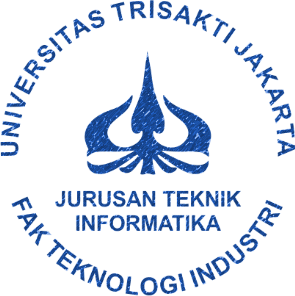 UNIVERSITAS TRISAKTI JAKARTA
JURUSAN TEKNIK
INFORMATIKA
FAK TEKNOLOGI INDUSTRI